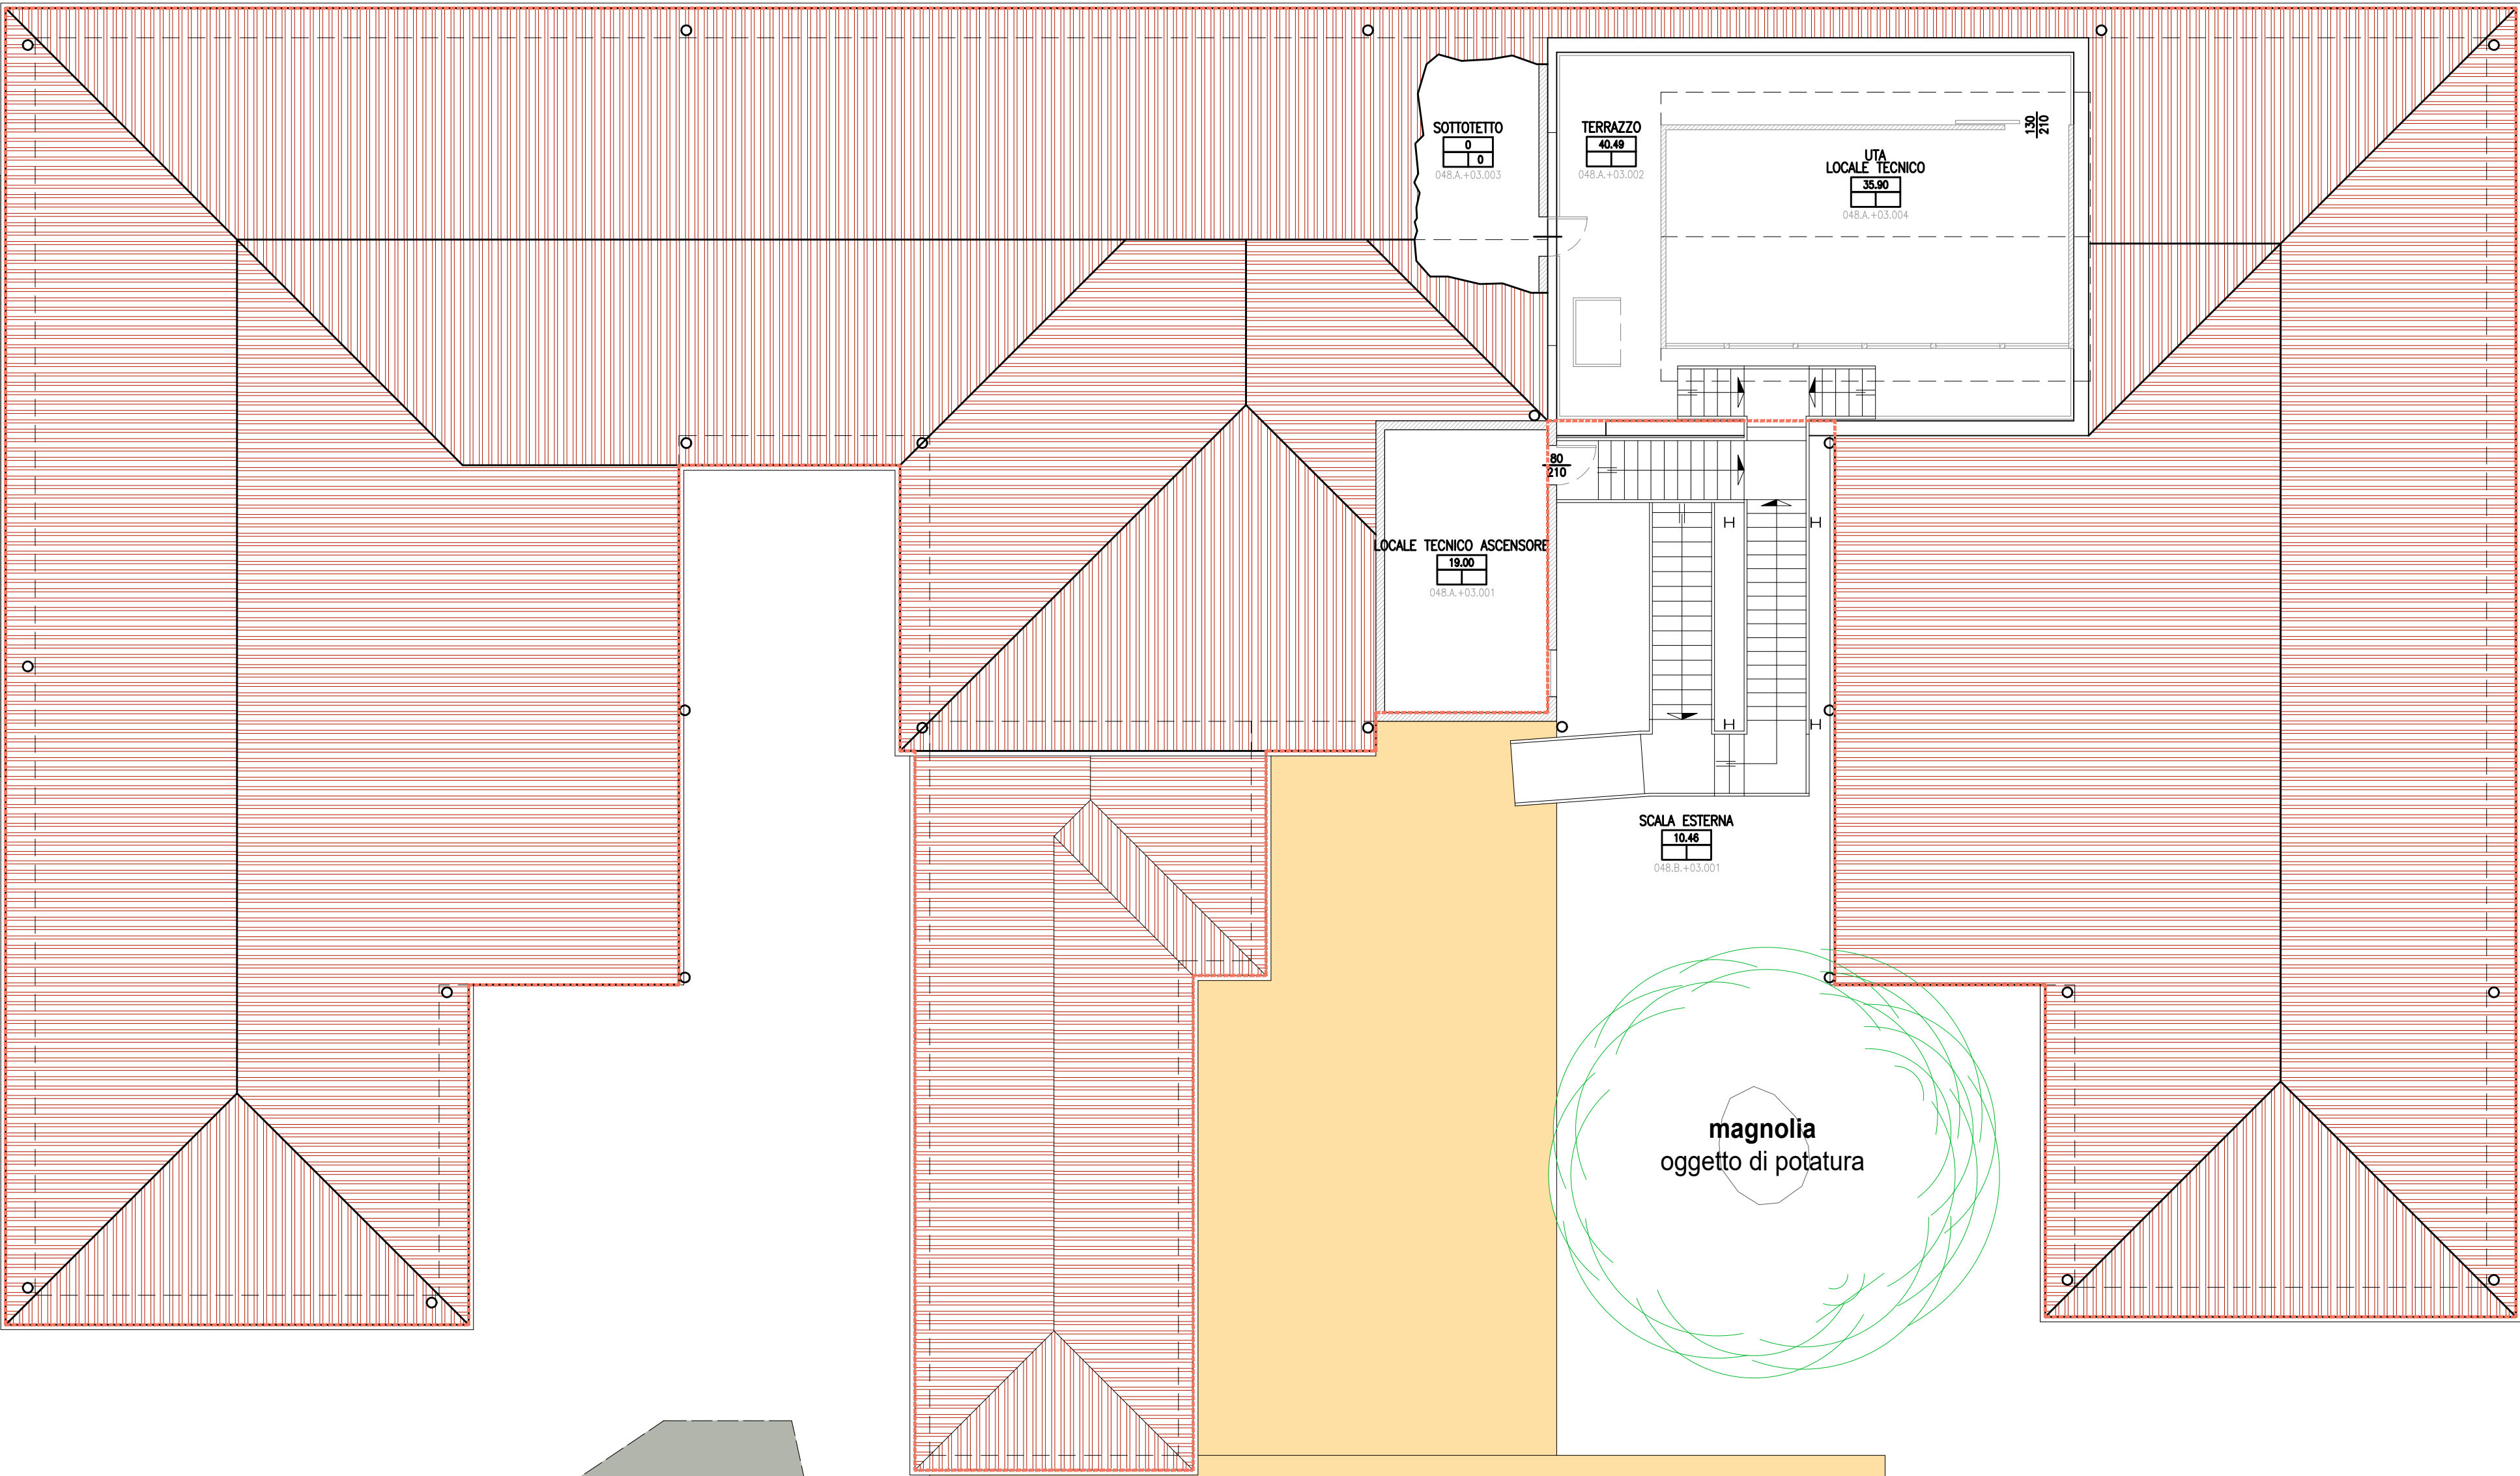 SOTTOTETTO
0
0
048.A.+03.003
TERRAZZO
40.49
048.A.+03.002
UTA
LOCALE TECNICO
35.90
048.A.+03.004
130
210
80
210
LOCALE TECNICO ASCENSORE
19.00
048.A.+03.001
SCALA ESTERNA
10.46
048.B.+03.001
magnolia
oggetto di potatura